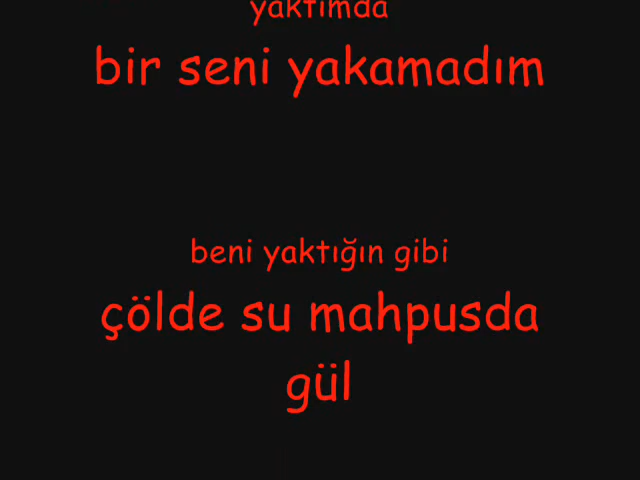 yaktımda
bir seni yakamadım
beni yaktığın gibi
çölde su mahpusda
gül